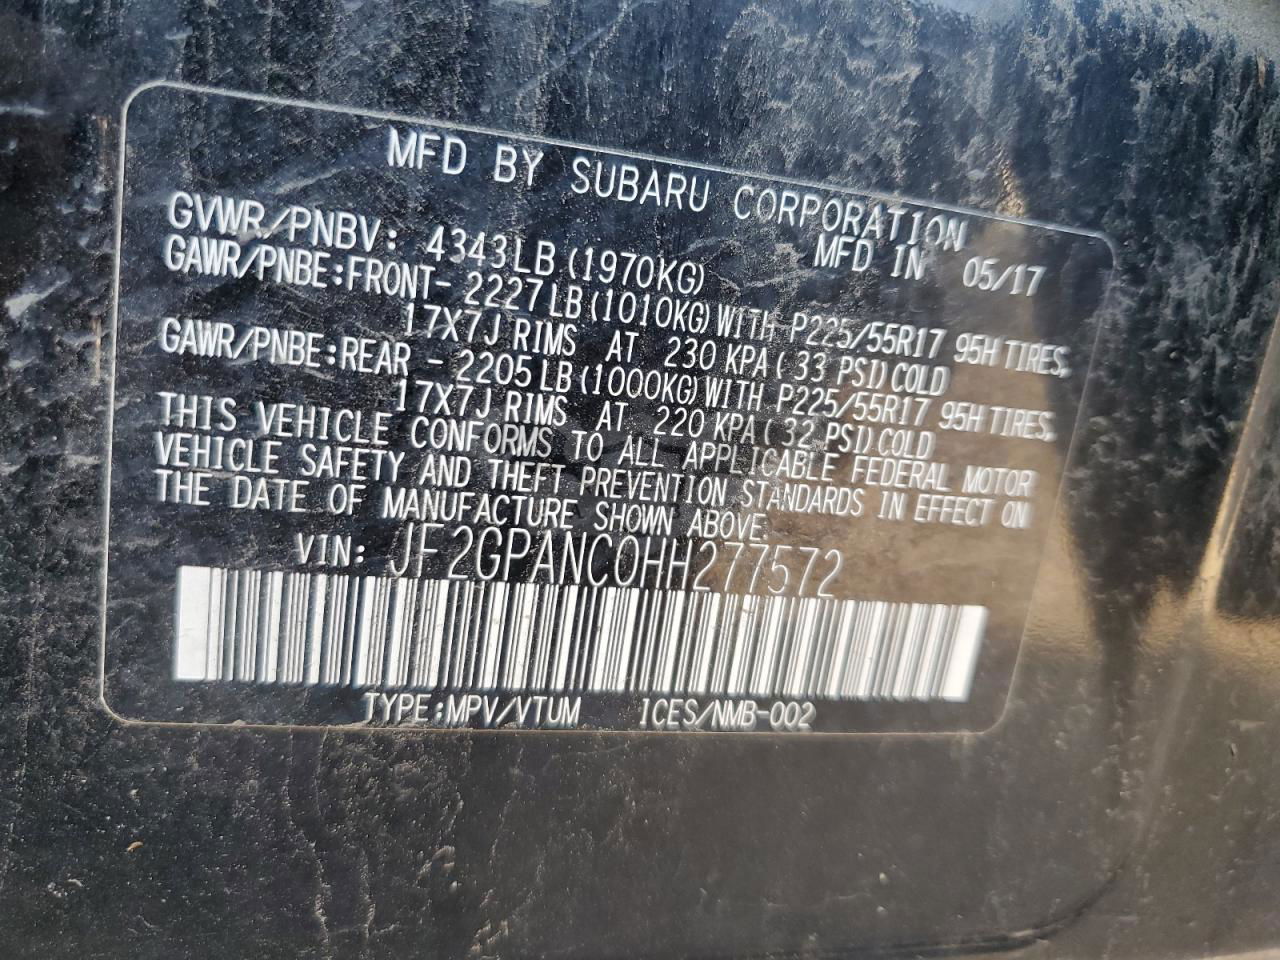 MFD BY SUBARU CORPORATION
MFD IN 05/17
GVWR/PNBV: 4343LB (1970KG)
GAWR/PNBE:FRONT- 2227LB (1010KG) WITH P225/55R17 95H TIRES,
17X7J RIMS AT 230 KPA ( 33 PSI) COLD
GAWR/PNBE:REAR - 2205LB (1000KG) WITH P225/55R17 95H TIRES,
17X7J RIMS AT 220 KPA ( 32 PSI) COLD
THIS VEHICLE CONFORMS TO ALL APPLICABLE FEDERAL MOTOR
VEHICLE SAFETY AND THEFT PREVENTION STANDARDS IN EFFECT ON
THE DATE OF MANUFACTURE SHOWN ABOVE.
VIN: JF2GPANC0HH277572
TYPE:MPV/VTUM ICES/NMB-002